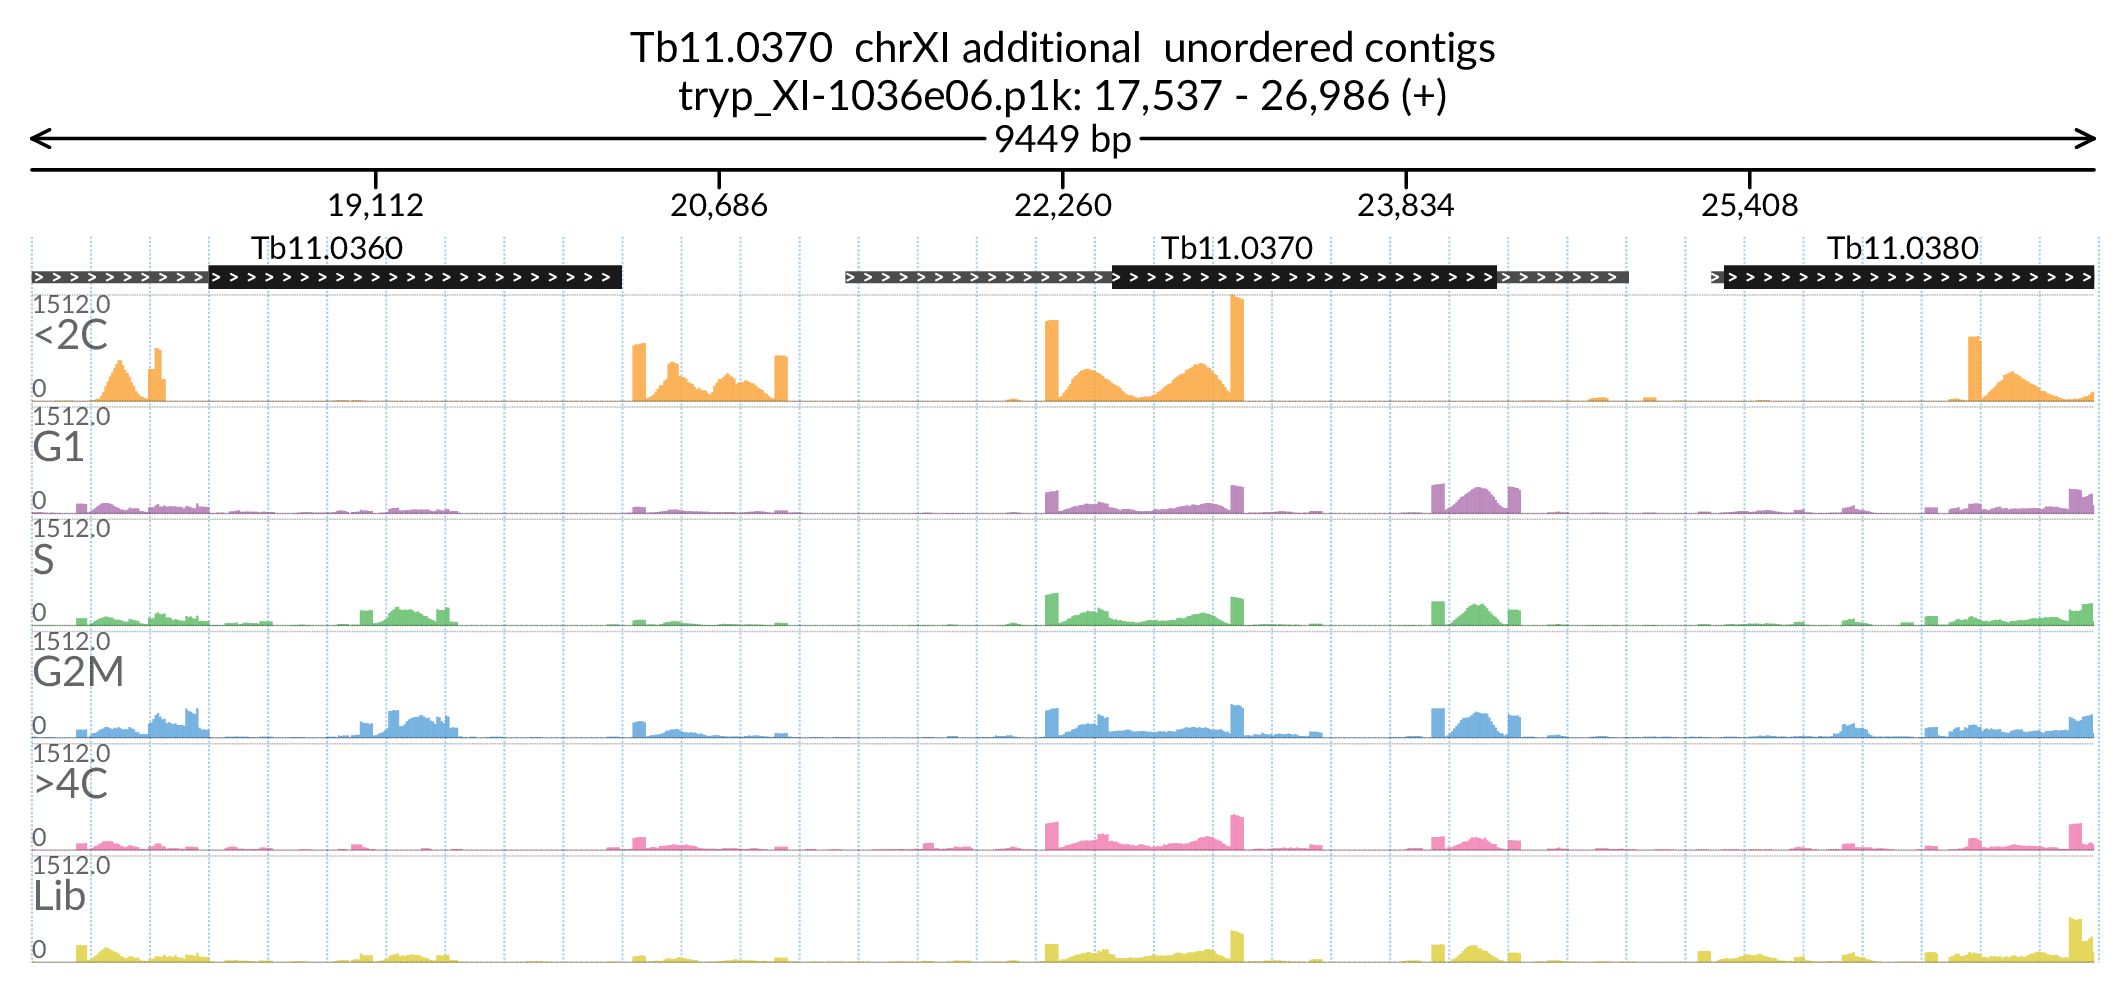 Tb11.0370 chrXI additional unordered contigs
tryp_XI-1036e06.p1k: 17,537 - 26,986 (+)
9449 bp
19,112 20,686 22,260 23,834 25,408
Tb11.0360 Tb11.0370 Tb11.0380
1512.0
<2C
0
1512.0
G1
0
1512.0
S
0
1512.0
G2M
0
1512.0
>4C
0
1512.0
Lib
0